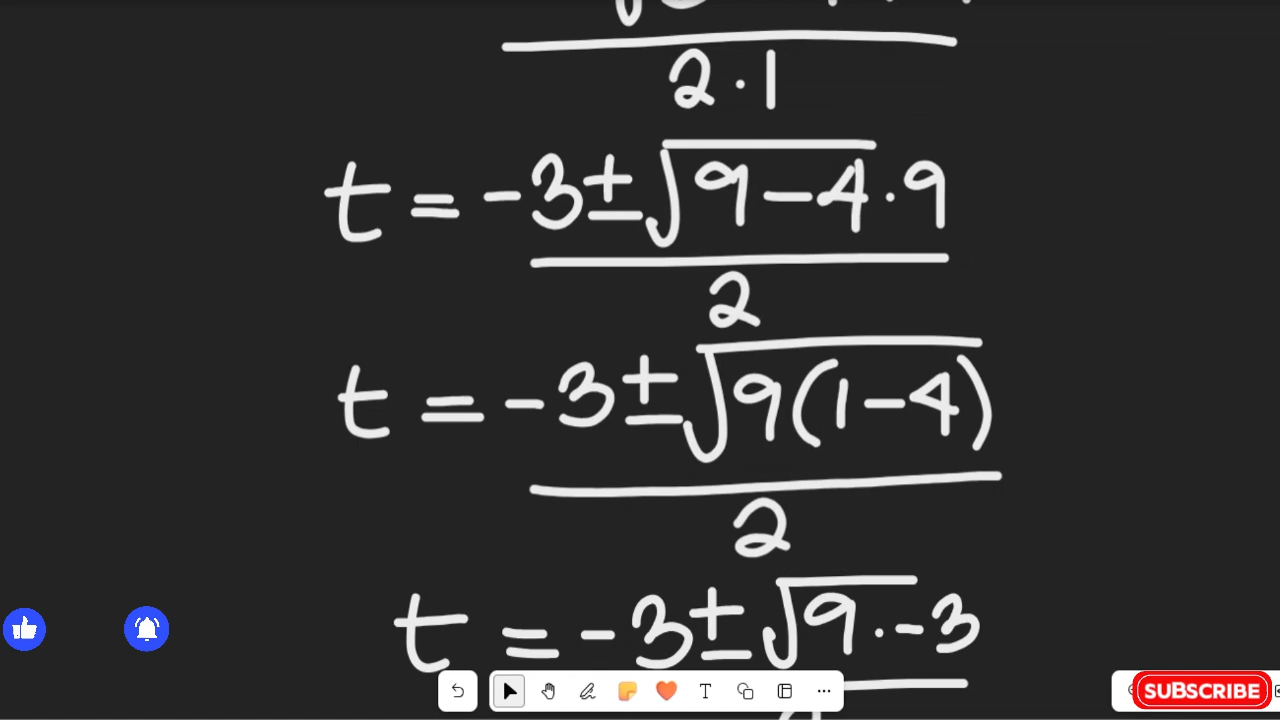 2·1
t = -3±√9-4·9
2
t = -3±√9(1-4)
2
t = -3±√9·-3
T
SUBSCRIBE